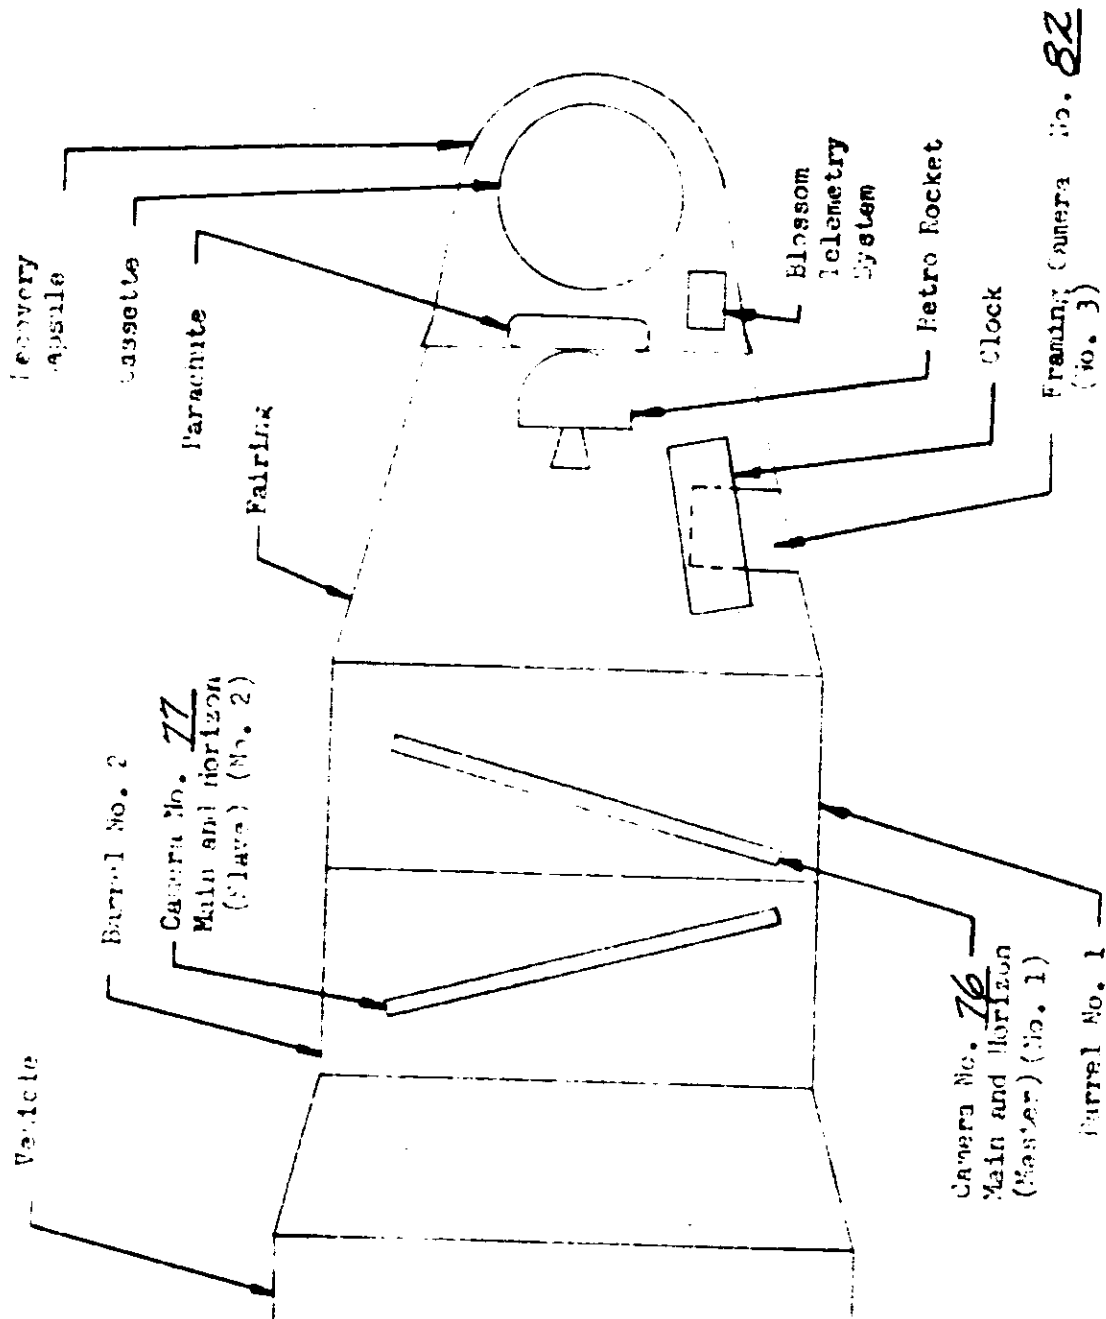 Recovery
Capsule
Cassette
Parachute
Fairing
Barrel No. 2
Camera No. 77
Main and Horizon
(Slave) (No. 2)
Vehicle
Blossom
Telemetry
System
Retro Rocket
Clock
Framing Camera No. 82
(No. 3)
Camera No. 76
Main and Horizon
(Master) (No. 1)
Barrel No. 1